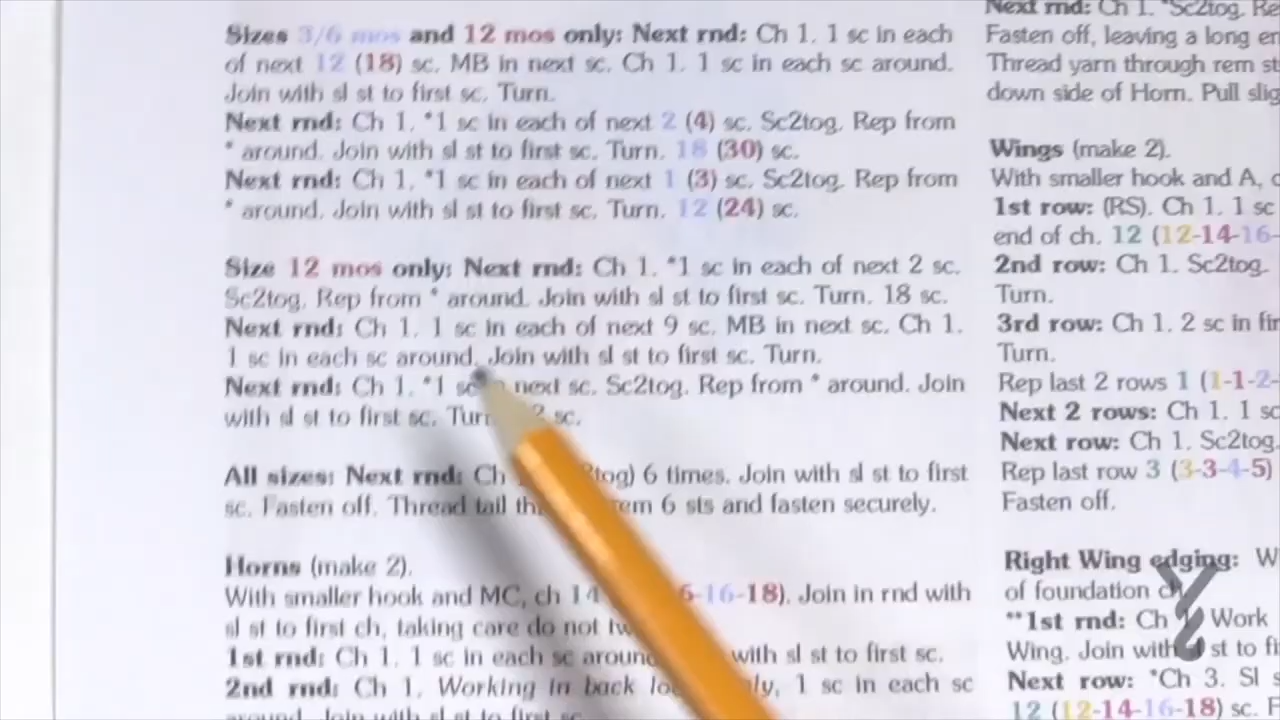 Sizes 3/6 mos and 12 mos only: Next rnd: Ch 1. 1 sc in each
of next 12 (18) sc. MB in next sc. Ch 1. 1 sc in each sc around.
Join with sl st to first sc. Turn.
Next rnd: Ch 1. *1 sc in each of next 2 (4) sc. Sc2tog. Rep from
* around. Join with sl st to first sc. Turn. 18 (30) sc.
Next rnd: Ch 1. *1 sc in each of next 1 (3) sc. Sc2tog. Rep from
* around. Join with sl st to first sc. Turn. 12 (24) sc.
Size 12 mos only: Next rnd: Ch 1. *1 sc in each of next 2 sc.
Sc2tog. Rep from * around. Join with sl st to first sc. Turn. 18 sc.
Next rnd: Ch 1. 1 sc in each of next 9 sc. MB in next sc. Ch 1.
1 sc in each sc around. Join with sl st to first sc. Turn.
Next rnd: Ch 1. *1 sc next sc. Sc2tog. Rep from * around. Join
with sl st to first sc. 2 sc.
All sizes: Next rnd: Ch 6 times. Join with sl st to first
sc. Fasten off. Thread tail 6 sts and fasten securely.
Horns (make 2).
With smaller hook and MC, ch 14 -16-18). Join in rnd with
sl st to first ch, taking care do not
1st rnd: Ch 1. 1 sc in each sc with sl st to first sc.
2nd rnd: Ch 1. Working in back 1 sc in each sc
around. Join with sl st to first sc.
Next rnd: Ch 1. *Sc2tog.
Fasten off, leaving a long
Thread yarn through rem
down side of Horn. Pull
Wings (make 2).
With smaller hook and A,
1st row: (RS). Ch 1. 1 sc
end of ch. 12 (12-14-16-
2nd row: Ch 1. Sc2tog.
Turn.
3rd row: Ch 1. 2 sc in
Turn.
Rep last 2 rows 1 (1-1-2-
Next 2 rows: Ch 1. 1 sc
Next row: Ch 1. Sc2tog.
Rep last row 3 (3-3-4-5)
Fasten off.
Right Wing edging:
of foundation
**1st rnd: Ch Work
Wing. Join with st to
Next row: *Ch 3. Sl
12 (12-14-16-18) sc.